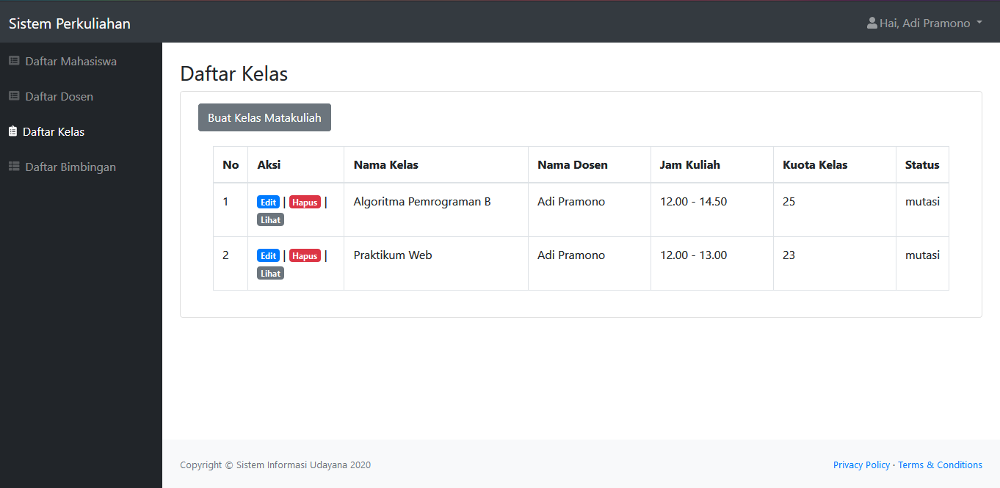 Sistem Perkuliahan
Hai, Adi Pramono
Daftar Mahasiswa
Daftar Dosen
Daftar Kelas
Daftar Bimbingan
Daftar Kelas
Buat Kelas Matakuliah
No Aksi Nama Kelas Nama Dosen Jam Kuliah Kuota Kelas Status
1 Edit | Hapus | Algoritma Pemrograman B Adi Pramono 12.00 - 14.50 25 mutasi
Lihat
2 Edit | Hapus | Praktikum Web Adi Pramono 12.00 - 13.00 23 mutasi
Lihat
Copyright © Sistem Informasi Udayana 2020
Privacy Policy · Terms & Conditions